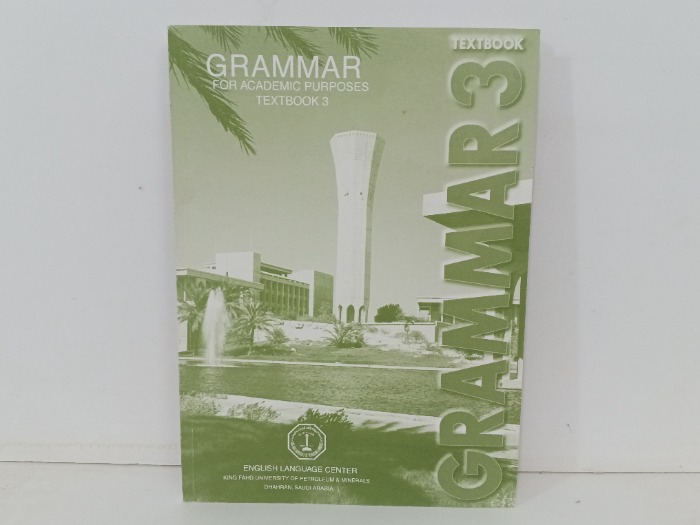 GRAMMAR
FOR ACADEMIC PURPOSES
TEXTBOOK 3
TEXTBOOK
GRAMMAR 3
ENGLISH LANGUAGE CENTER
KING FAHD UNIVERSITY OF PETROLEUM & MINERALS
DHAHRAN, SAUDI ARABIA